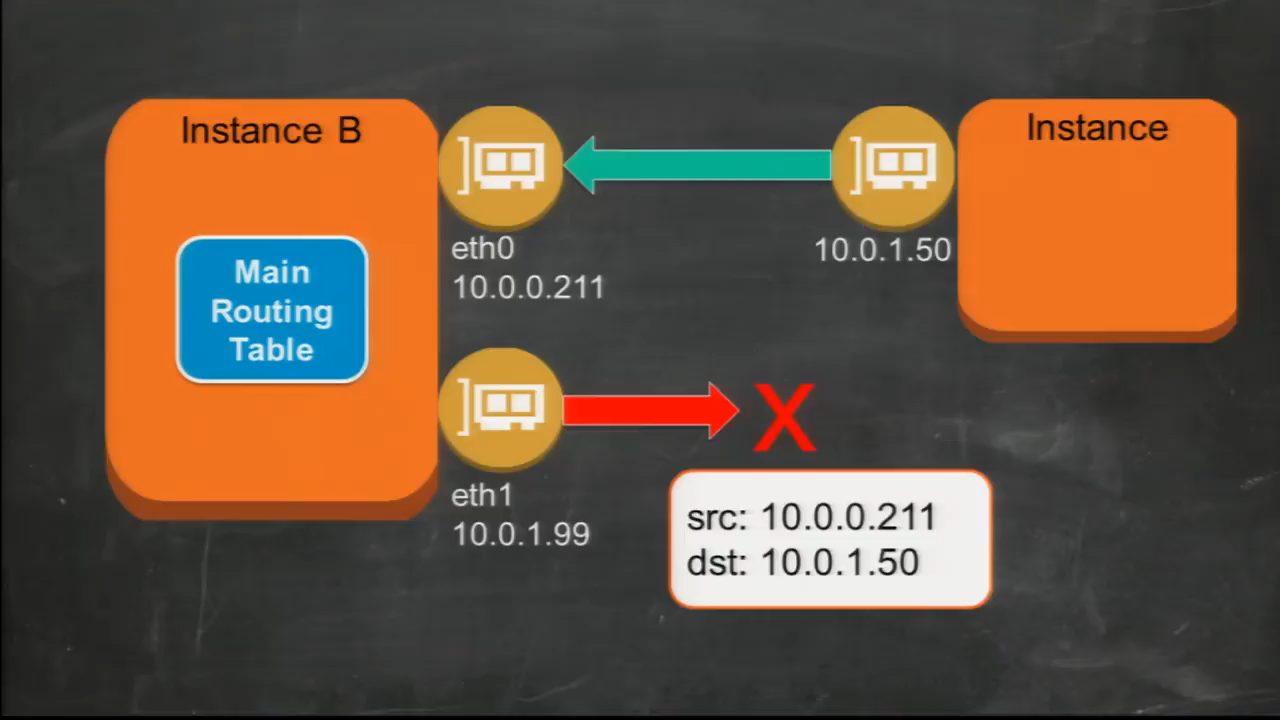 Instance B
Instance
Main
Routing
Table
eth0
10.0.0.211
10.0.1.50
eth1
10.0.1.99
X
src: 10.0.0.211
dst: 10.0.1.50